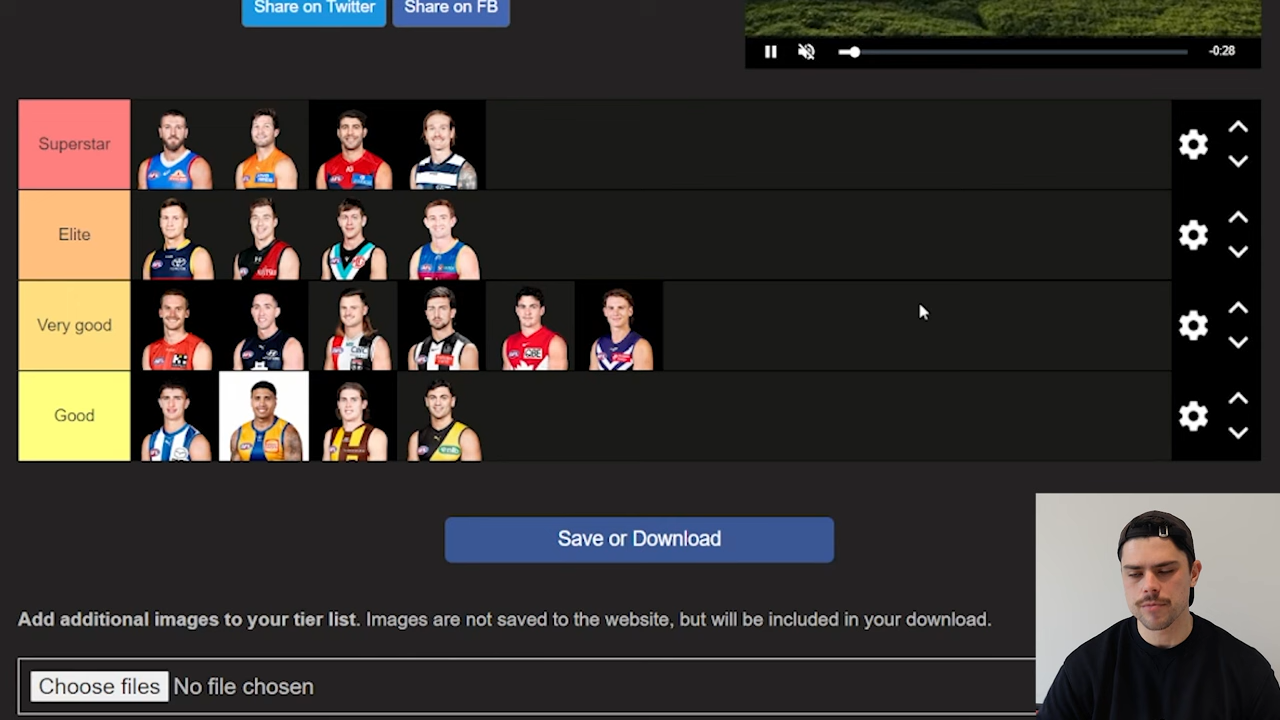 Share on Twitter
Share on FB
-0:28
Superstar
Elite
Very good
Good
Save or Download
Add additional images to your tier list. Images are not saved to the website, but will be included in your download.
Choose files No file chosen